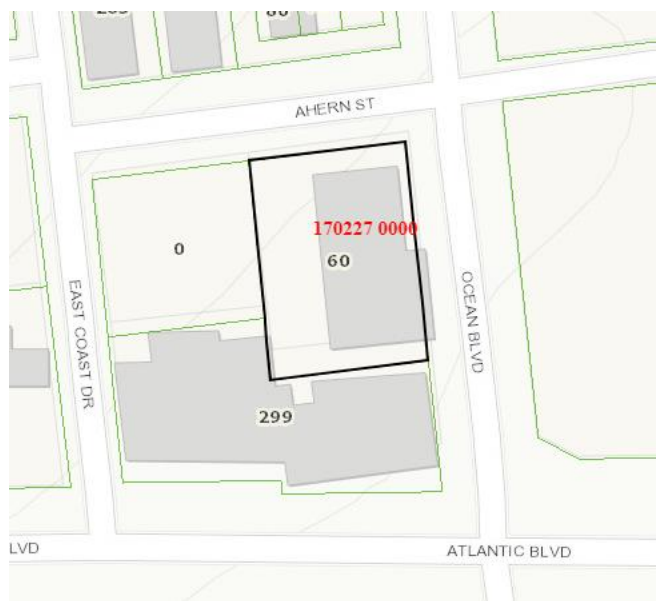 AHERN ST
170227 0000
0
60
EAST COAST DR
OCEAN BLVD
299
LVD
ATLANTIC BLVD